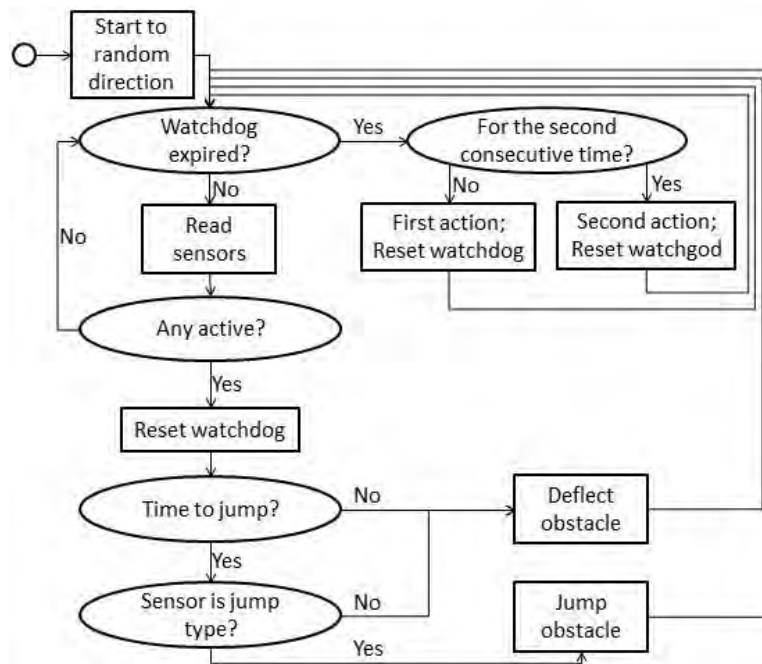 Start to
random
direction
Watchdog
expired?
Yes
For the second
consecutive time?
No
No
Yes
No
Read
sensors
First action;
Reset watchdog
Second action;
Reset watchgod
Any active?
Yes
Reset watchdog
Time to jump?
No
Deflect
obstacle
Yes
Sensor is jump
type?
No
Jump
obstacle
Yes